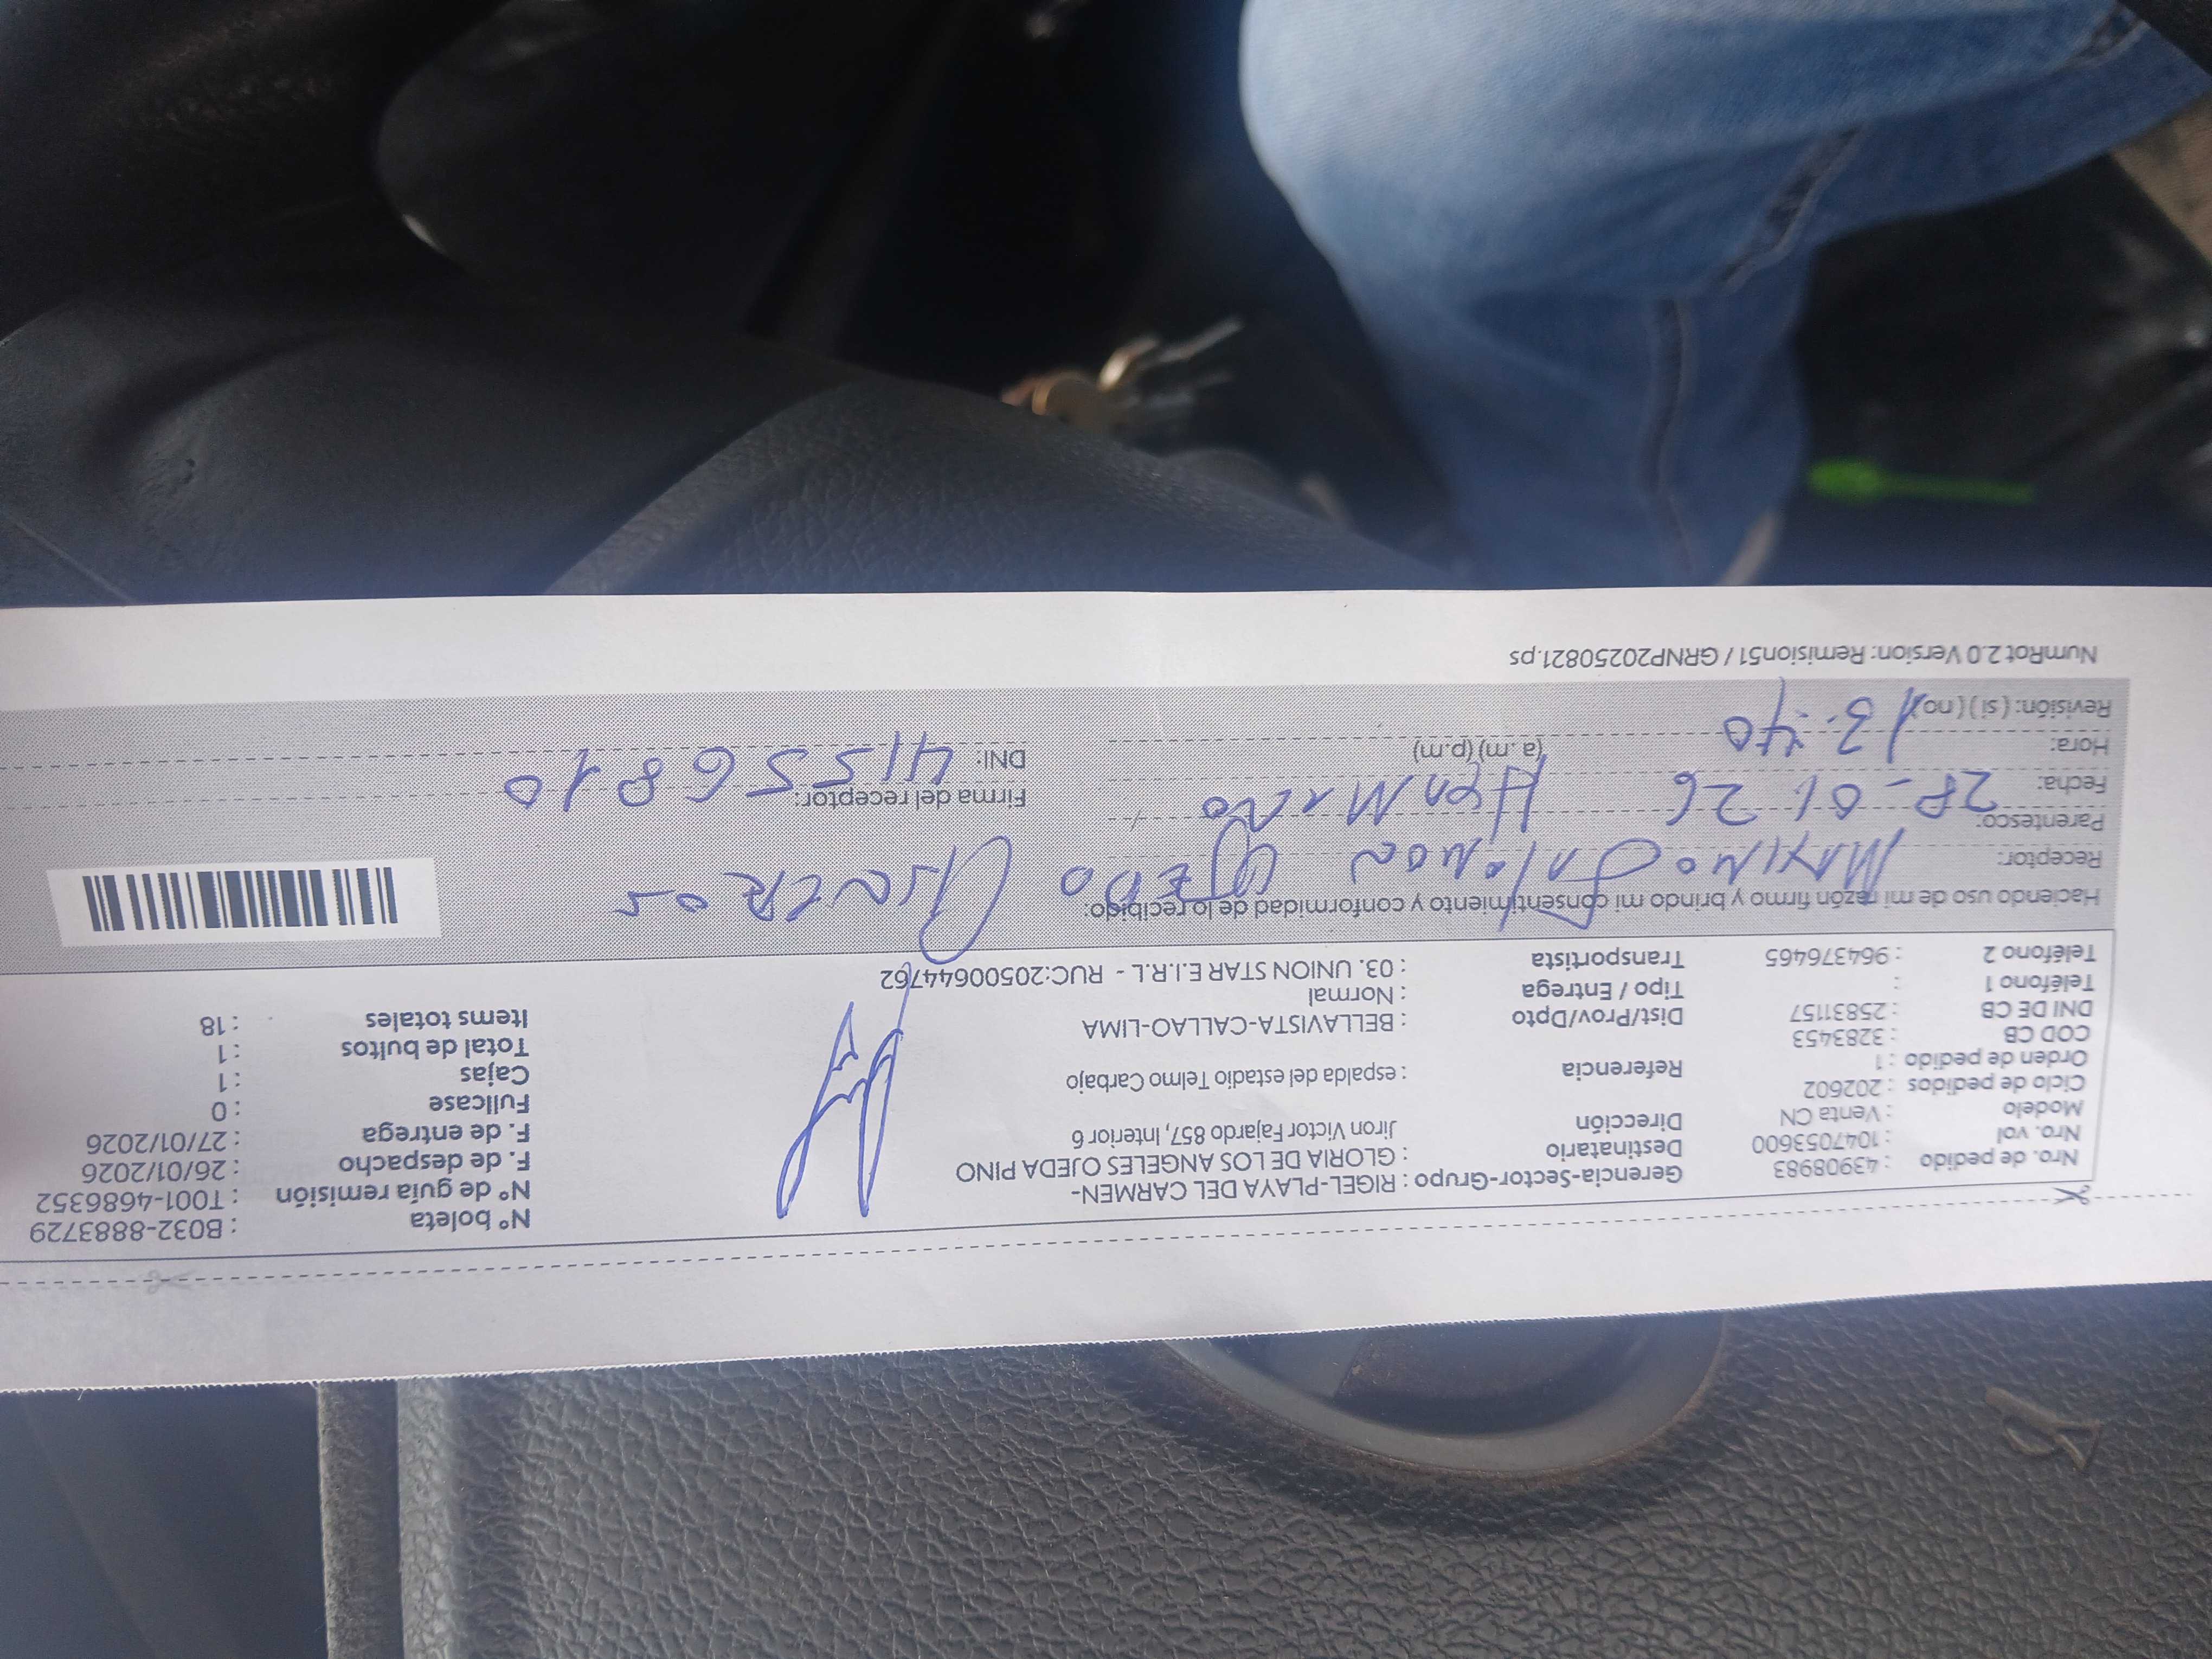 Nro. de pedido : 43908983 Gerencia-Sector-Grupo : RIGEL-PLAYA DEL CARMEN- N° boleta : B032-8883729
Nro. vol : 1047053600 Destinatario : GLORIA DE LOS ANGELES OJEDA PINO N° de guía remisión : T001-4686352
Modelo : Venta CN Dirección Jiron Victor Fajardo 857, Interior 6 F. de despacho : 26/01/2026
Ciclo de pedidos : 202602 F. de entrega : 27/01/2026
Orden de pedido : 1 Referencia : espalda del estadio Telmo Carbajo Fullcase : 0
COD CB : 3283453 Cajas : 1
DNI DE CB : 25831157 Dist/Prov/Dpto : BELLAVISTA-CALLAO-LIMA Total de bultos : 1
Teléfono 1 : Tipo / Entrega : Normal Items totales : 18
Teléfono 2 : 964376465 Transportista : 03. UNION STAR E.I.R.L - RUC:20500644762
Haciendo uso de mi razón firmo y brindo mi consentimiento y conformidad de lo recibido:
Receptor: MAXIMO
Parentesco: HERMANO Firma del receptor:
Fecha: 28-01 26 DNI: 41556810
Hora: 13:40 (a.m) (p.m)
Revisión: ( si ) ( no )
NumRot 2.0 Version: Remision51 / GRNP20250821.ps